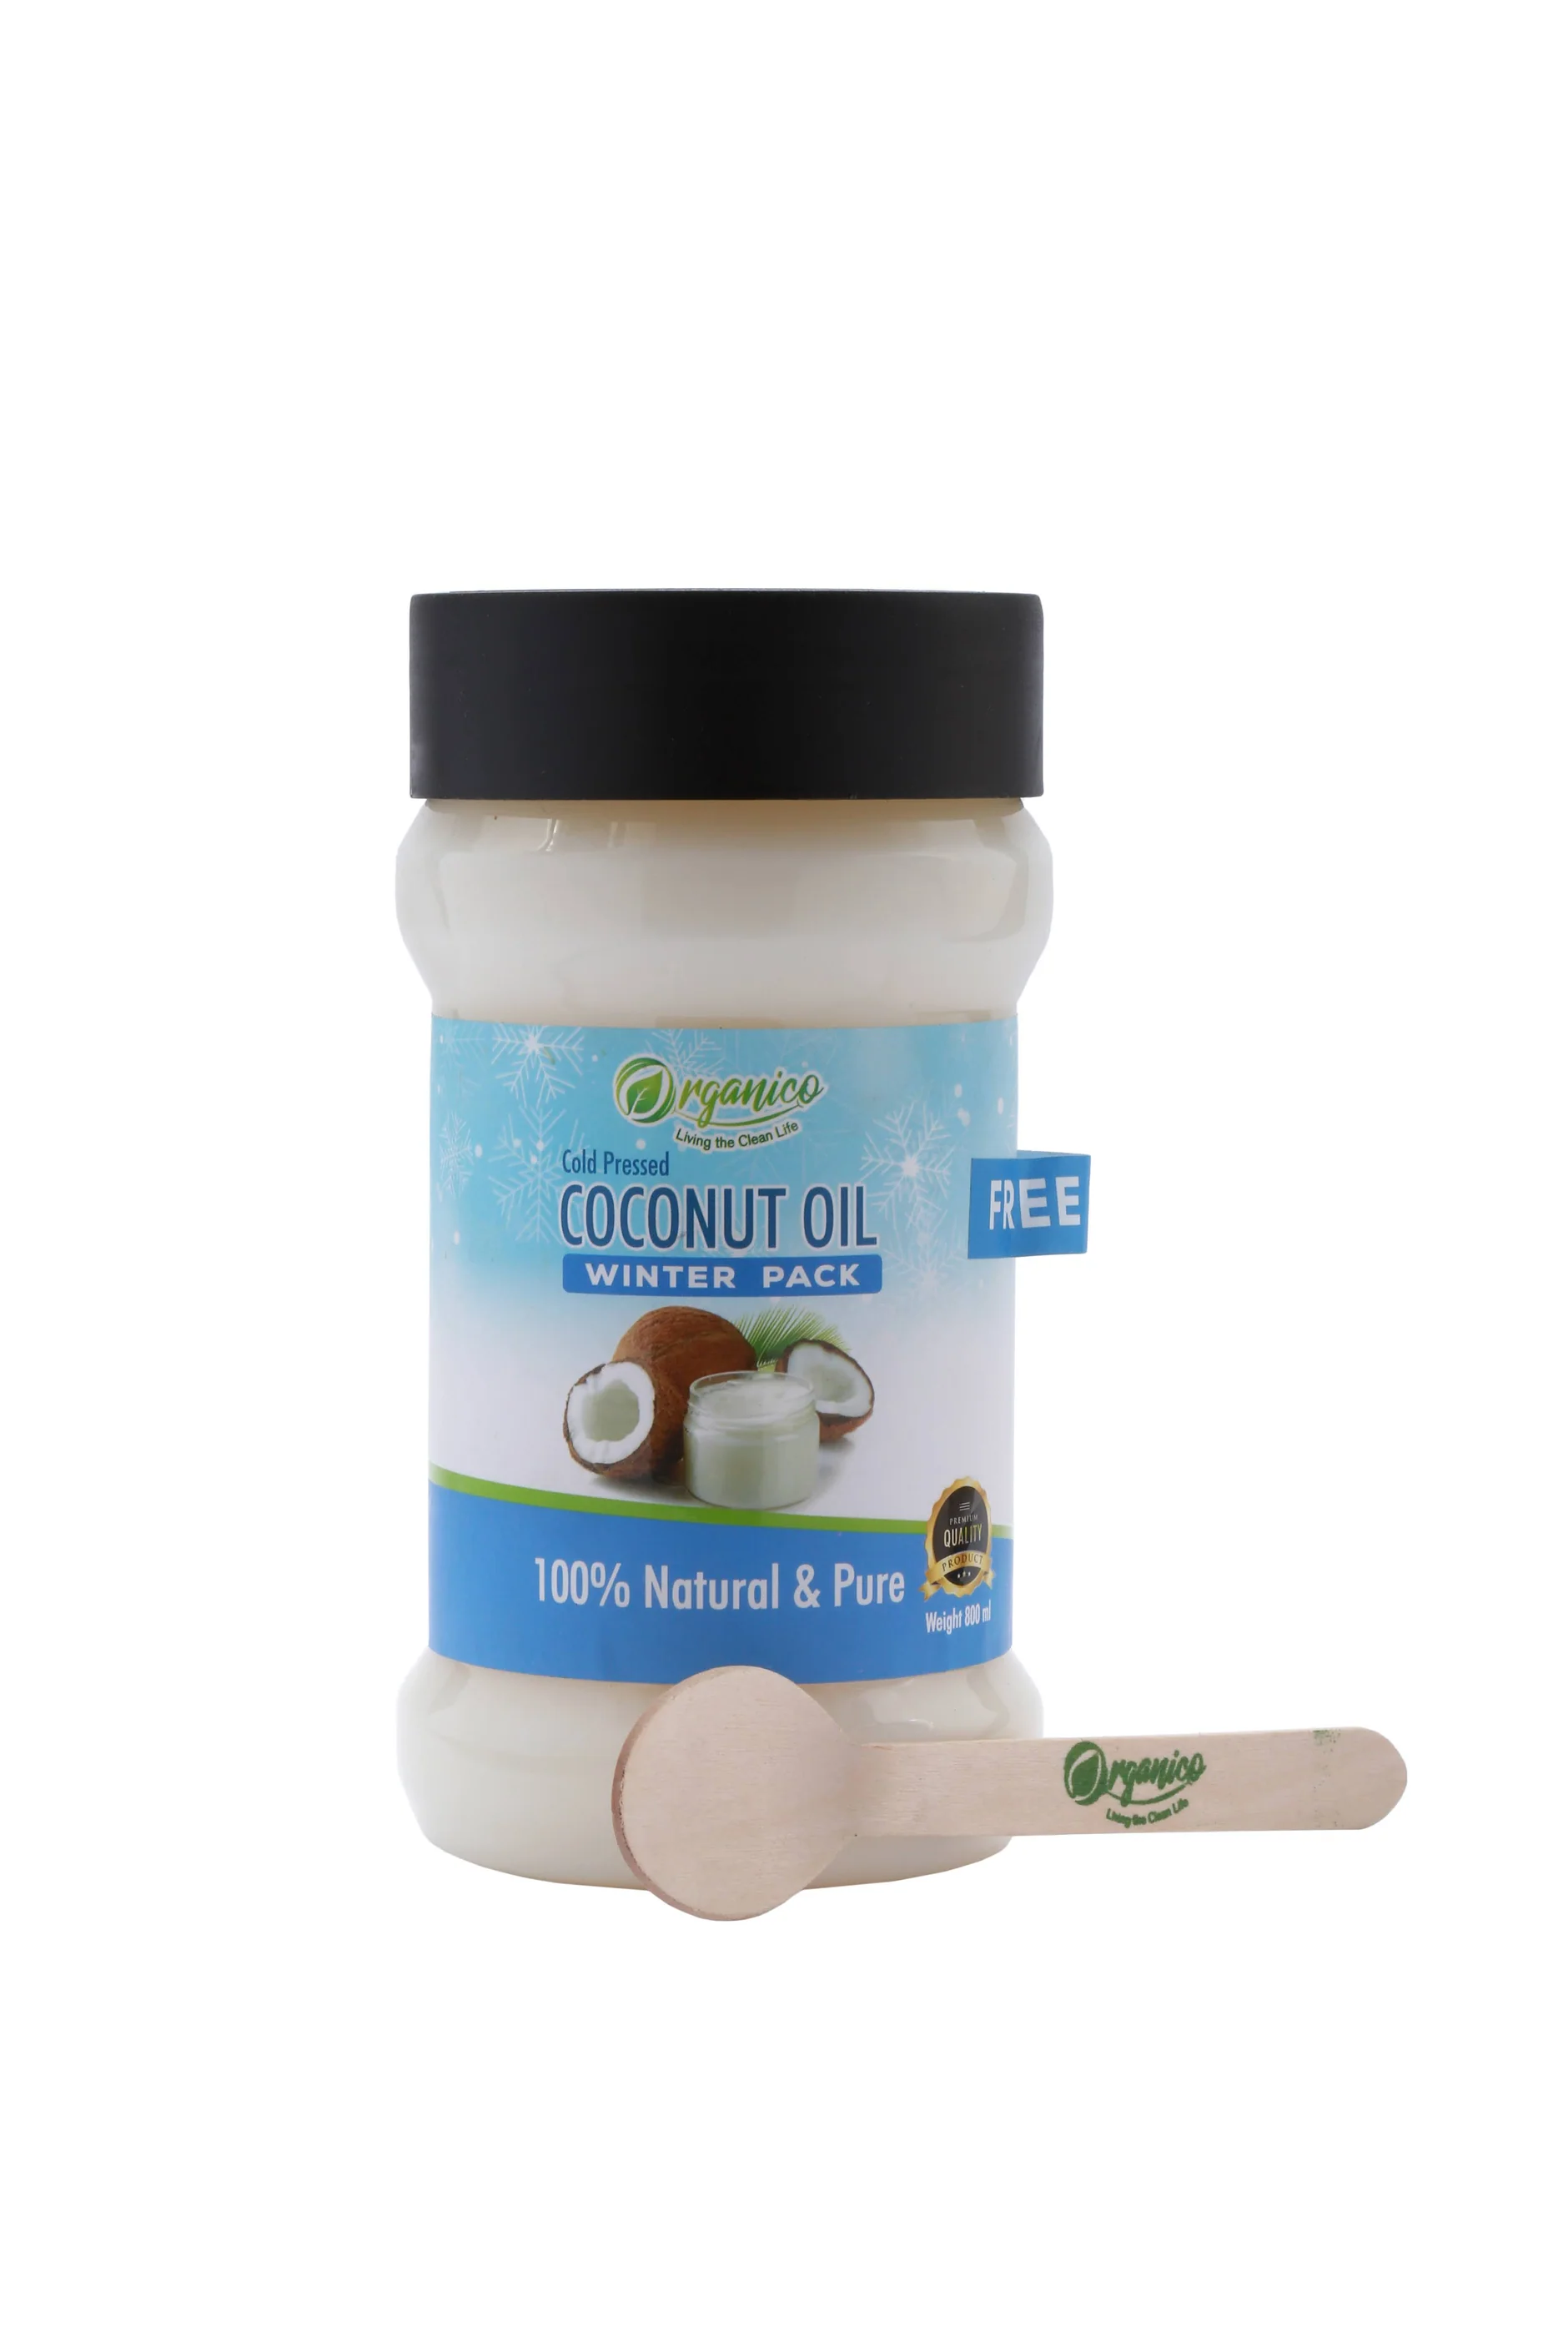 Organico
Living the Clean Life
Cold Pressed
COCONUT OIL
WINTER PACK
FREE
PREMIUM
QUALITY
PRODUCT
100% Natural & Pure
Weight 800 ml
Organico
Living the Clean Life